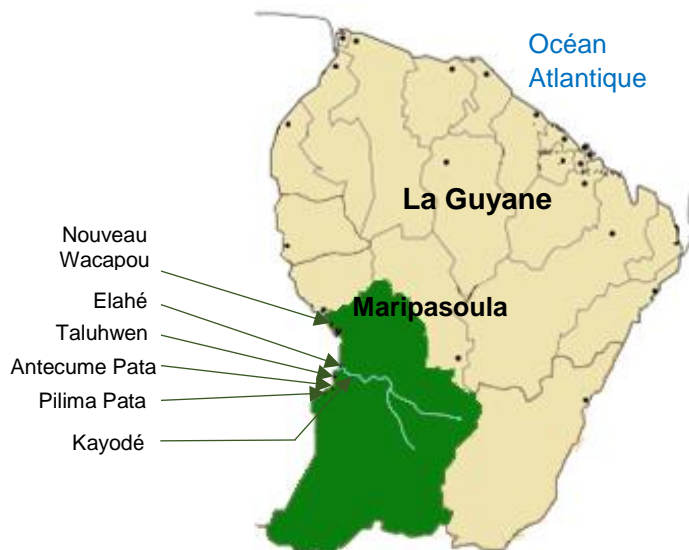 Océan
Atlantique
La Guyane
Nouveau
Wacapou
Maripasoula
Elahé
Taluhwen
Antecume Pata
Pilima Pata
Kayodé